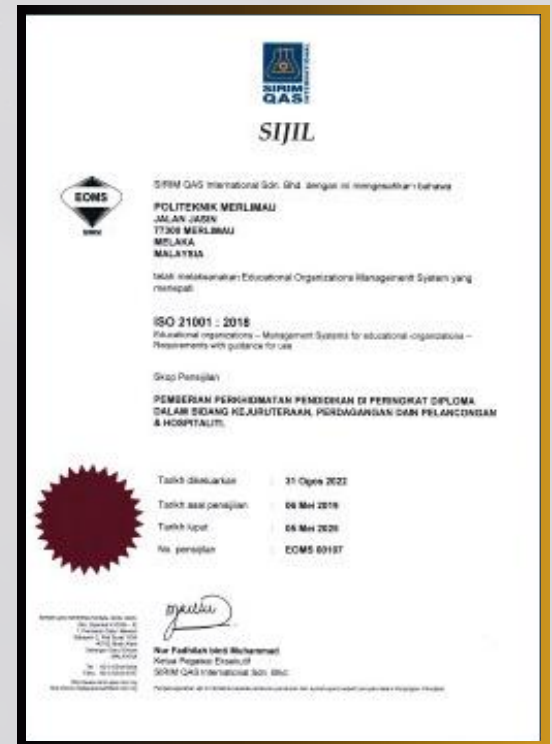 SIRIM
QAS
INTERNATIONAL
SIJIL
EQMS
SIRIM QAS International Sdn. Bhd. dengan ini mengesahkan bahawa
POLITEKNIK MERLIMAU
JALAN JASIN
77300 MERLIMAU
MELAKA
MALAYSIA
telah melaksanakan Educational Organizations Management System yang
menepati
ISO 21001 : 2018
Educational organizations – Management Systems for educational organizations –
Requirements with guidance for use
Skop Pensijilan
PEMBERIAN PERKHIDMATAN PENDIDIKAN DI PERINGKAT DIPLOMA
DALAM BIDANG KEJURUTERAAN, PERDAGANGAN DAN PELANCONGAN
& HOSPITALITI.
Tarikh dikeluarkan : 31 Ogos 2022
Tarikh asal pensijilan : 06 Mei 2019
Tarikh luput : 05 Mei
No. pensijilan : EOMS 00107
Nur Fadhilah binti Muhammad
Ketua Pegawai Eksekutif
SIRIM QAS International Sdn. Bhd.